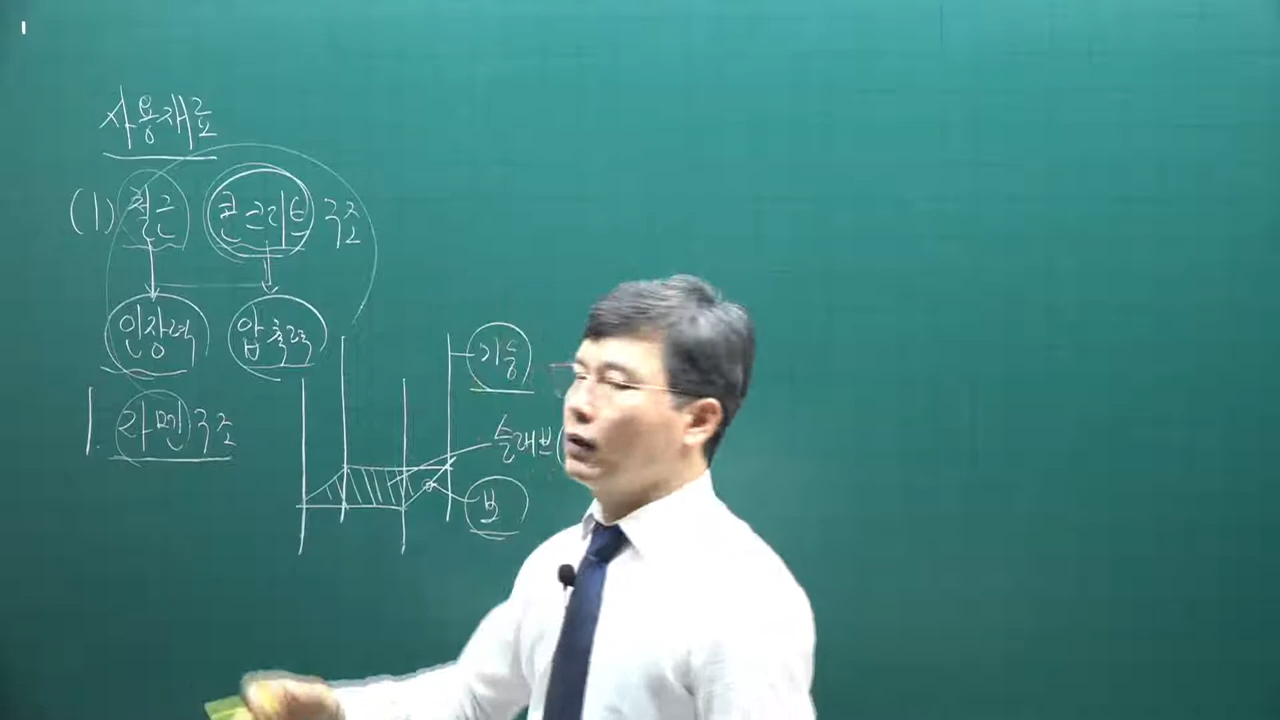 사용재료
(1) 철근 콘크리트 구조
인장력 압축력
기둥
1. 라멘구조
슬래브(
보